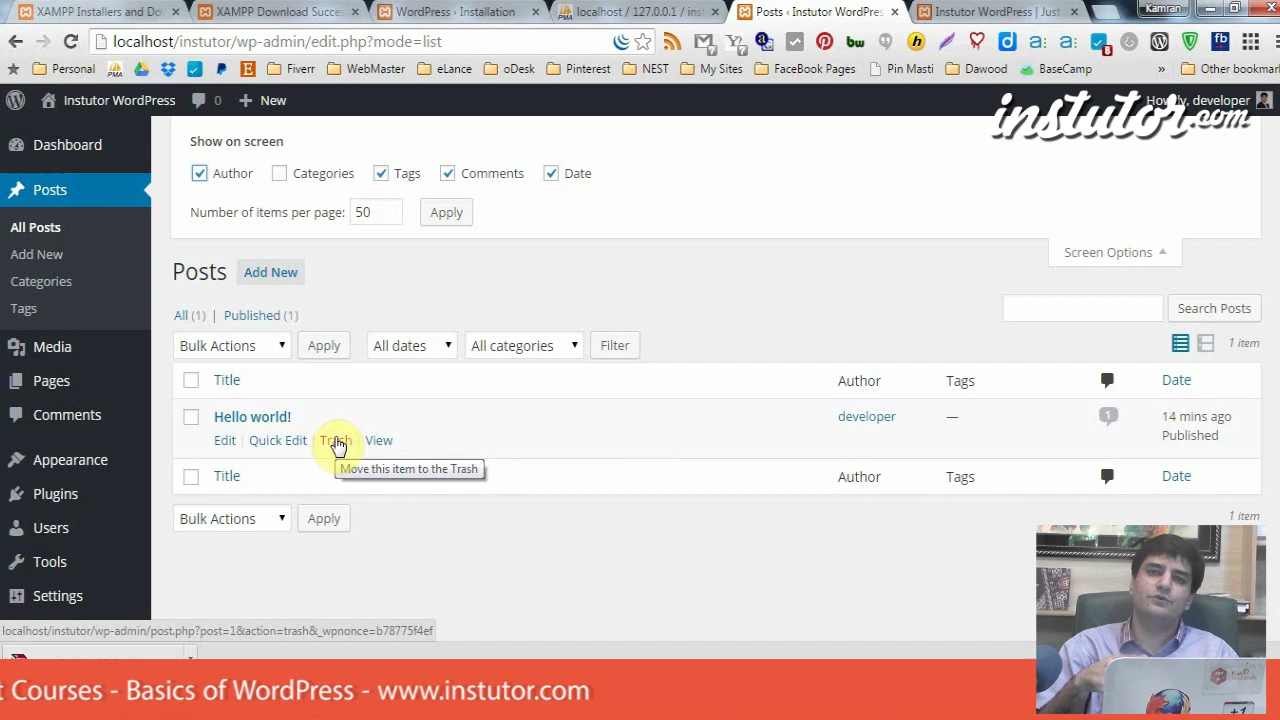 XAMPP Installers and Do
XAMPP Download Succe
WordPress › Installation
localhost / 127.0.0.1 / inst
Posts ‹ Instutor WordPres
Instutor WordPress | Just
Kamran
localhost/instutor/wp-admin/edit.php?mode=list
Personal
Fiverr
WebMaster
eLance
oDesk
Pinterest
NEST
My Sites
FaceBook Pages
Pin Masti
Dawood
BaseCamp
»
Other bookmar
Instutor WordPress
0
New
Howdy, developer
instutor.com
Dashboard
Posts
All Posts
Add New
Categories
Tags
Media
Pages
Comments
Appearance
Plugins
Users
Tools
Settings
Show on screen
Author
Categories
Tags
Comments
Date
Number of items per page: 50
Apply
Screen Options
Posts
Add New
All (1) | Published (1)
Search Posts
Bulk Actions
Apply
All dates
All categories
Filter
1 item
Title
Author
Tags
Date
Hello world!
developer
—
1
14 mins ago
Published
Edit | Quick Edit | Trash | View
Move this item to the Trash
Title
Author
Tags
Date
Bulk Actions
Apply
1 item
localhost/instutor/wp-admin/post.php?post=1&action=trash&_wpnonce=b78775f4ef
t Courses - Basics of WordPress - www.instutor.com
+1